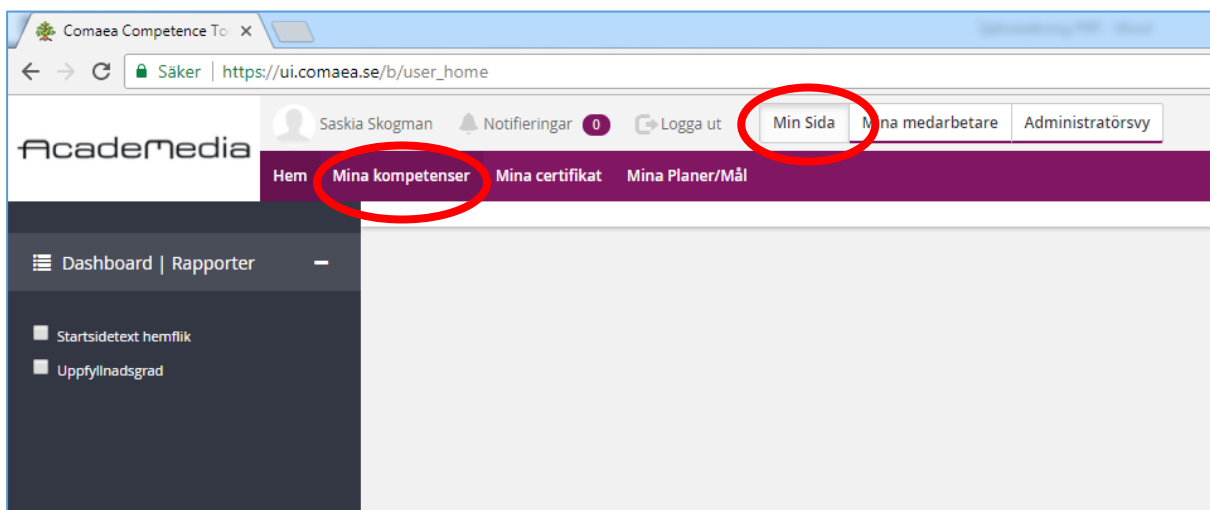 Comaea Competence To
Säker | https://ui.comaea.se/b/user_home
AcadeMedia
Saskia Skogman Notifieringar 0 Logga ut Min Sida Mina medarbetare Administratörsvy
Hem Mina kompetenser Mina certifikat Mina Planer/Mål
Dashboard | Rapporter
Startsidetext hemflik
Uppfyllnadsgrad